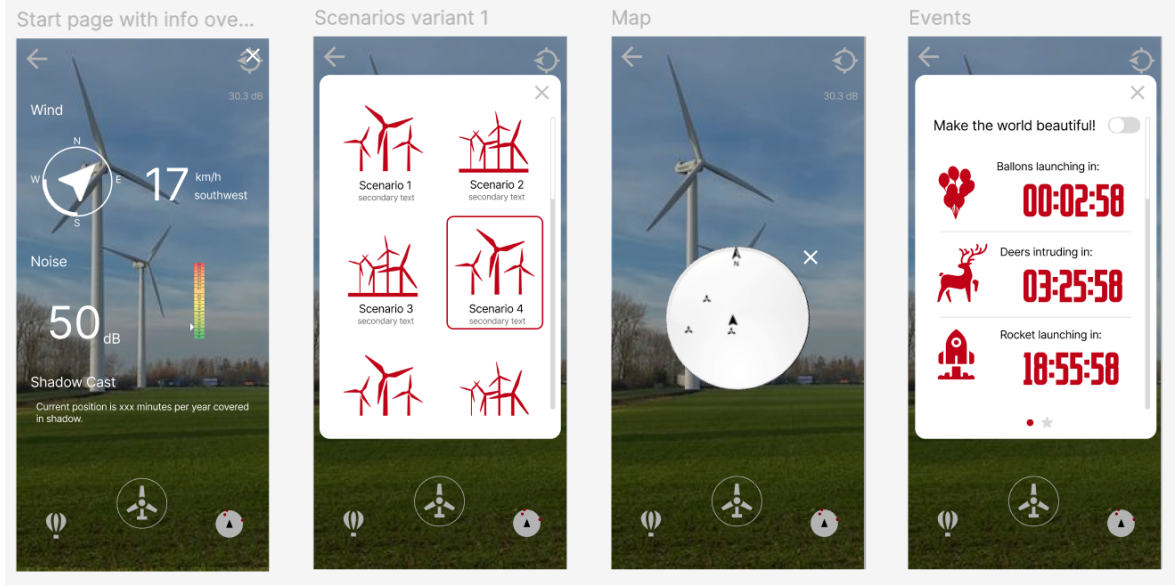 Start page with info ove...
Scenarios variant 1
Map
Events
30.3 dB
Wind
N
W
E
S
17
km/h
southwest
Noise
50
dB
Shadow Cast
Current position is xxx minutes per year covered
in shadow.
Scenario 1
secondary text
Scenario 2
secondary text
Scenario 3
secondary text
Scenario 4
secondary text
30.3 dB
N
Make the world beautiful!
Ballons launching in:
00:02:58
Deers intruding in:
03:25:58
Rocket launching in:
18:55:58